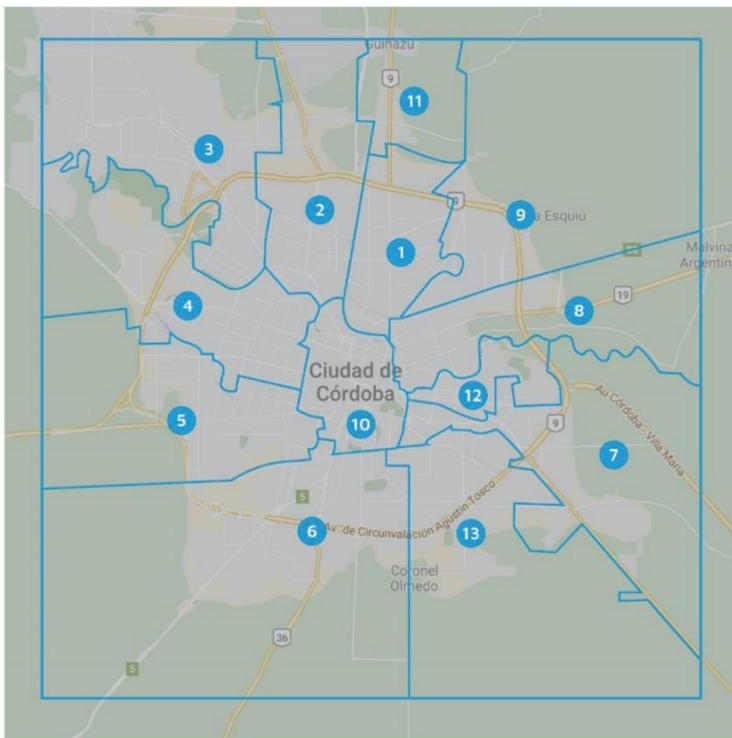 Guiñazú
9
11
3
2
9
9
a Esquiú
1
Malvina
Argentin
19
4
8
Ciudad de
Córdoba
12
5
10
9
Au Córdoba - Villa María
7
5
6
Av. de Circunvalación Agustín Tosco
13
Coronel
Olmedo
36
5